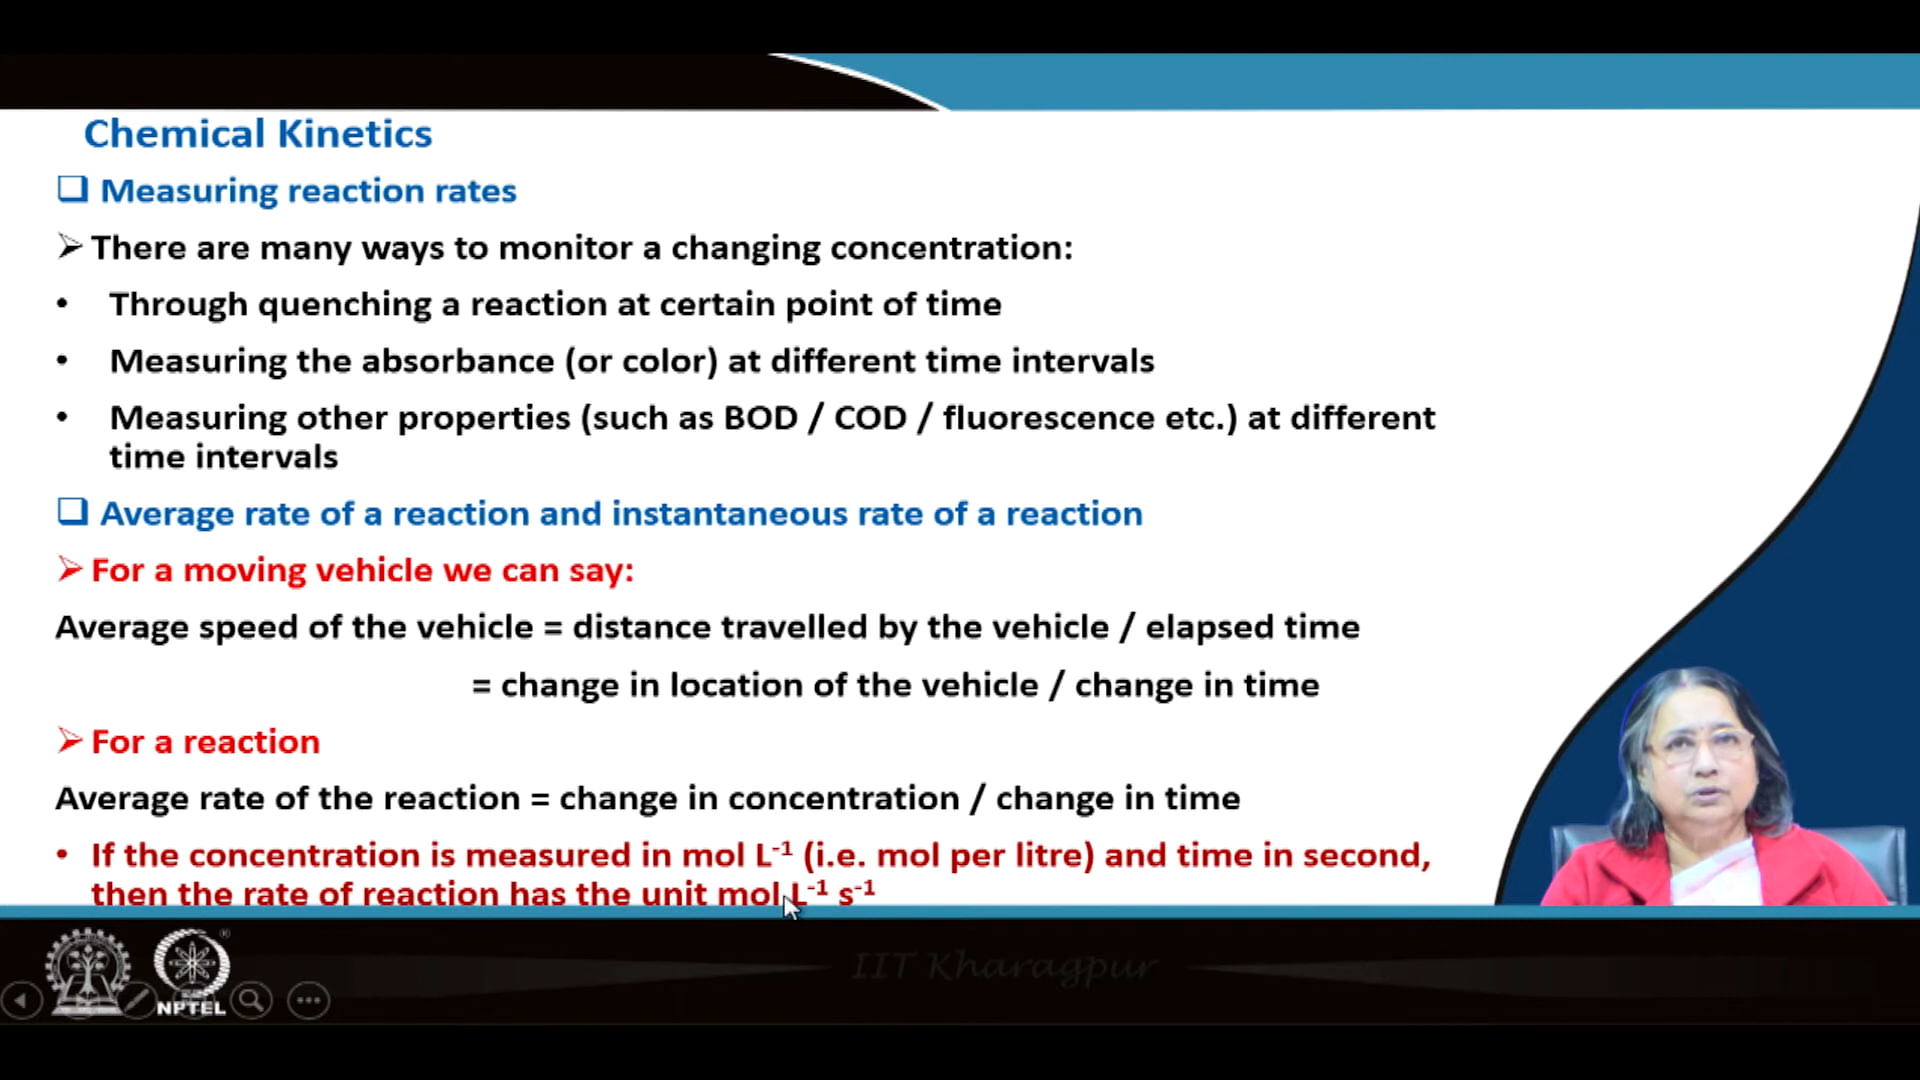 Chemical Kinetics
❑ Measuring reaction rates
➢ There are many ways to monitor a changing concentration:
• Through quenching a reaction at certain point of time
• Measuring the absorbance (or color) at different time intervals
• Measuring other properties (such as BOD / COD / fluorescence etc.) at different
time intervals
❑ Average rate of a reaction and instantaneous rate of a reaction
➢ For a moving vehicle we can say:
Average speed of the vehicle = distance travelled by the vehicle / elapsed time
= change in location of the vehicle / change in time
➢ For a reaction
Average rate of the reaction = change in concentration / change in time
• If the concentration is measured in mol L⁻¹ (i.e. mol per litre) and time in second,
then the rate of reaction has the unit mol L⁻¹ s⁻¹
IIT Kharagpur
®
NPTEL